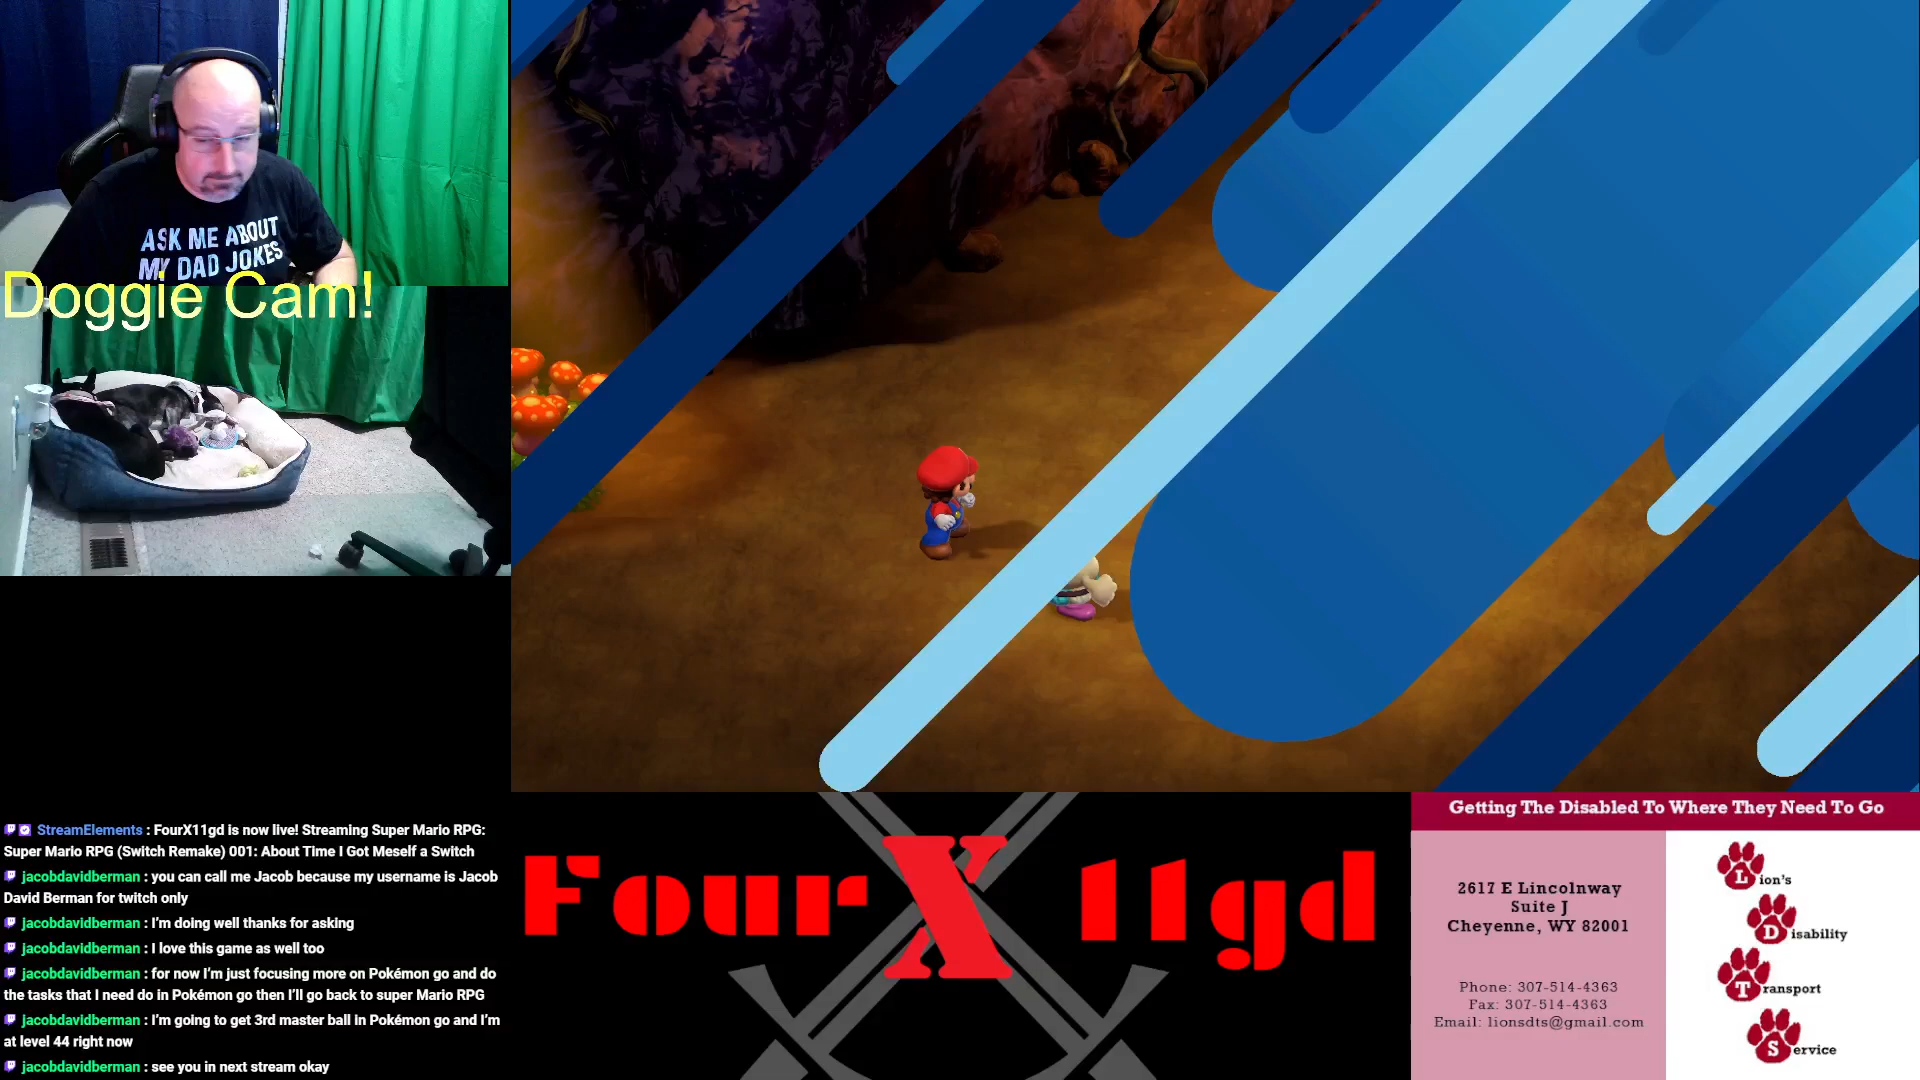 ASK ME ABOUT
MY DAD JOKES
Doggie Cam!
StreamElements : FourX11gd is now live! Streaming Super Mario RPG:
Super Mario RPG (Switch Remake) 001: About Time I Got Meself a Switch
jacobdavidberman : you can call me Jacob because my username is Jacob
David Berman for twitch only
jacobdavidberman : I'm doing well thanks for asking
jacobdavidberman : I love this game as well too
jacobdavidberman : for now I'm just focusing more on Pokémon go and do
the tasks that I need do in Pokémon go then I'll go back to super Mario RPG
jacobdavidberman : I'm going to get 3rd master ball in Pokémon go and I'm
at level 44 right now
jacobdavidberman : see you in next stream okay
FourX11gd
Getting The Disabled To Where They Need To Go
2617 E Lincolnway
Suite J
Cheyenne, WY 82001
Phone: 307-514-4363
Fax: 307-514-4363
Email: lionsdts@gmail.com
Lion's
Disability
Transport
Service